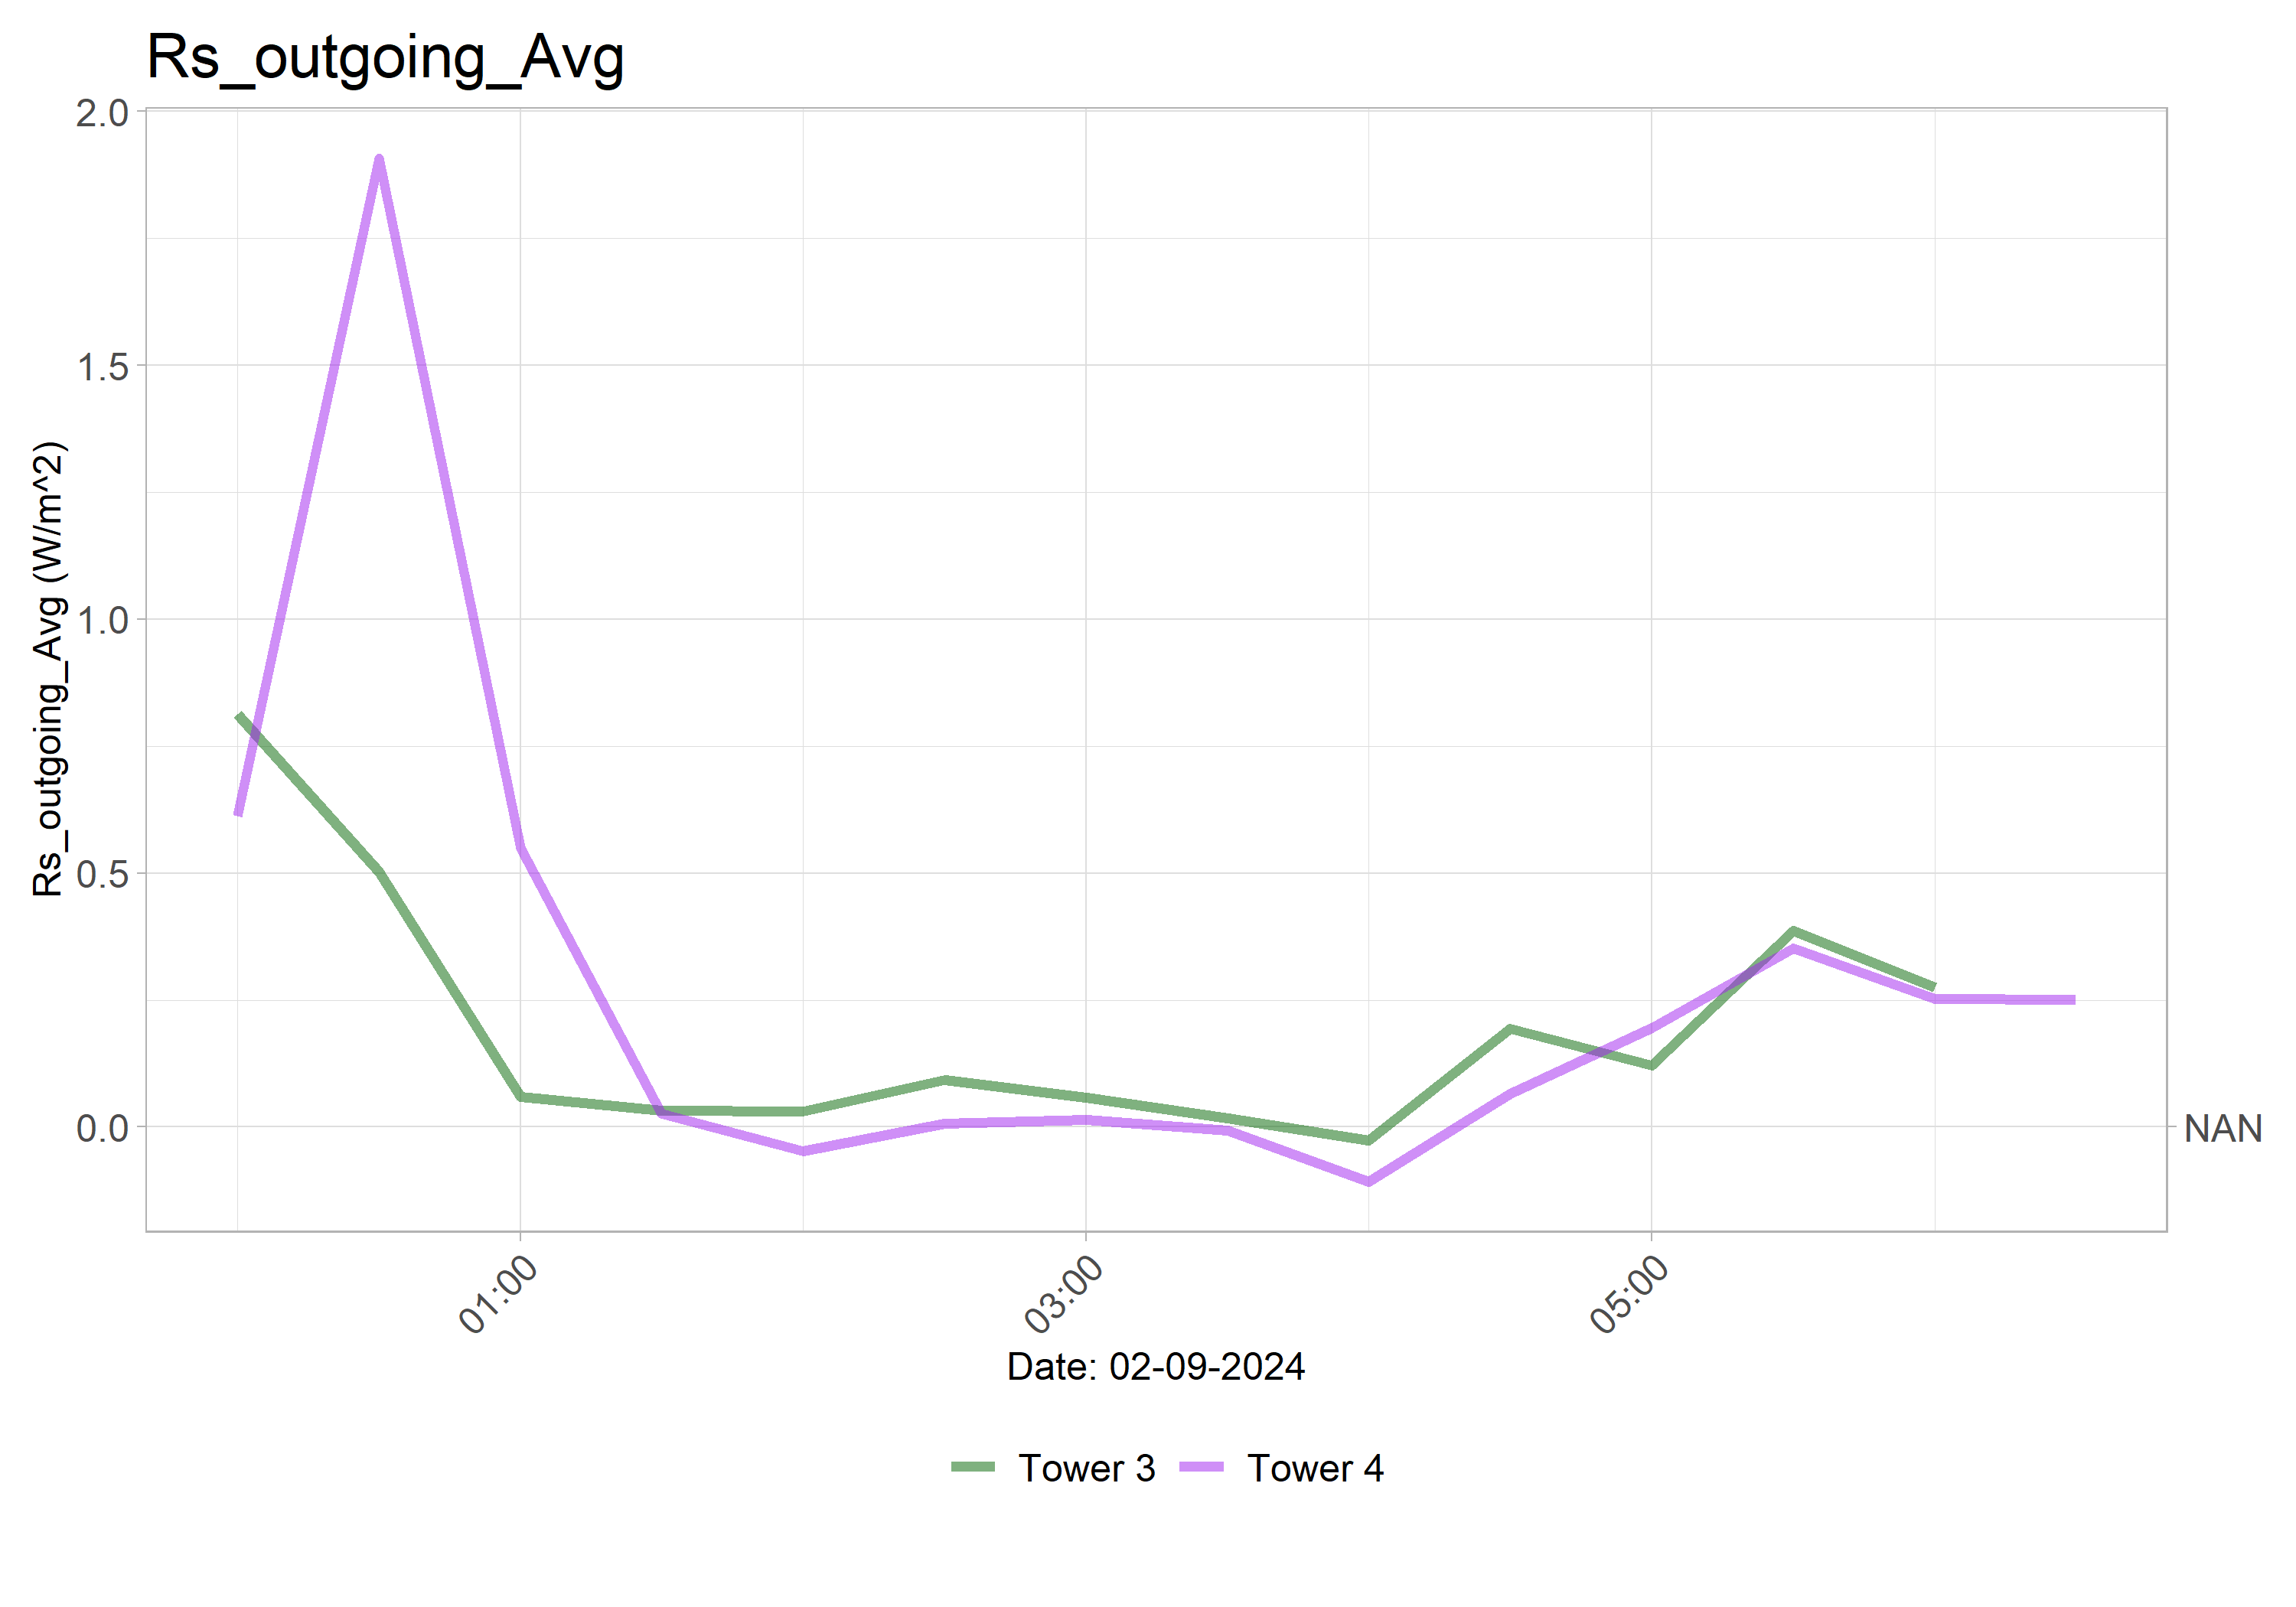 Rs_outgoing_Avg
Rs_outgoing_Avg (W/m^2)
2.0
1.5
1.0
0.5
0.0
NAN
01:00
03:00
05:00
Date: 02-09-2024
Tower 3
Tower 4